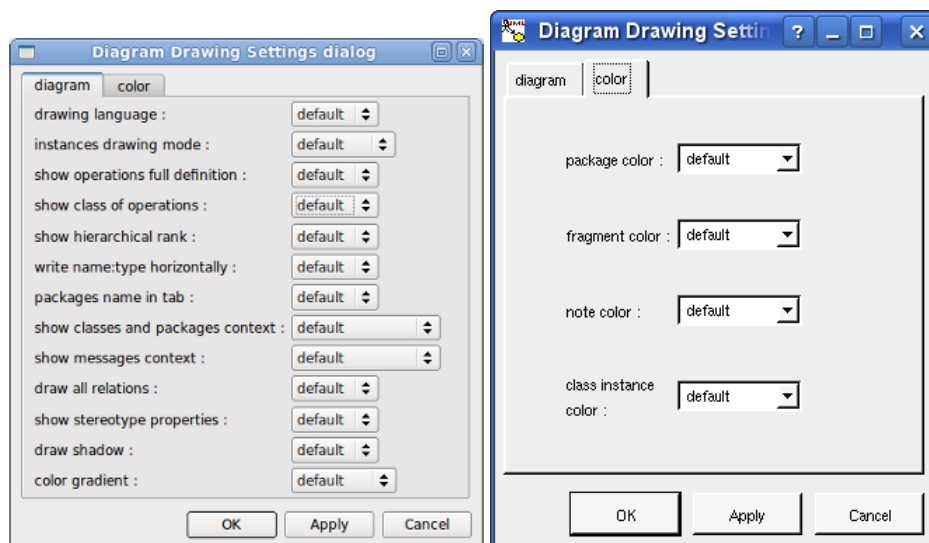 Diagram Drawing Settings dialog
diagram color
drawing language : default
instances drawing mode : default
show operations full definition : default
show class of operations : default
show hierarchical rank : default
write name:type horizontally : default
packages name in tab : default
show classes and packages context : default
show messages context : default
draw all relations : default
show stereotype properties : default
draw shadow : default
color gradient : default
OK Apply Cancel
Diagram Drawing Settin
diagram color
package color : default
fragment color : default
note color : default
class instance
color : default
OK Apply Cancel